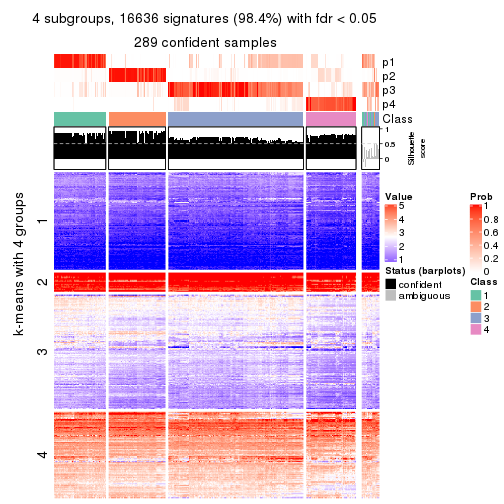 4 subgroups, 16636 signatures (98.4%) with fdr < 0.05
289 confident samples
p1
p2
p3
p4
Class
1
0.5
0
Silhouette
score
k-means with 4 groups
1
2
3
4
Value
5
4
3
2
1
Status (barplots)
confident
ambiguous
Prob
1
0.8
0.6
0.4
0.2
0
Class
1
2
3
4